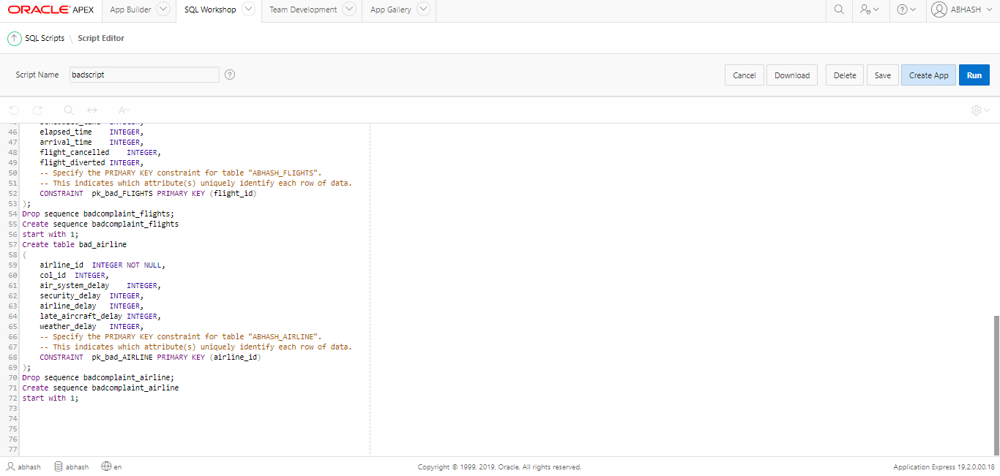 ORACLE APEX App Builder SQL Workshop Team Development App Gallery ABHASH
SQL Scripts \ Script Editor
Script Name badscript ? Cancel Download Delete Save Create App Run
46 elapsed_time INTEGER,
47 arrival_time INTEGER,
48 flight_cancelled INTEGER,
49 flight_diverted INTEGER,
50 -- Specify the PRIMARY KEY constraint for table "ABHASH_FLIGHTS".
51 -- This indicates which attribute(s) uniquely identify each row of data.
52 CONSTRAINT pk_bad_FLIGHTS PRIMARY KEY (flight_id)
53 );
54 Drop sequence badcomplaint_flights;
55 Create sequence badcomplaint_flights
56 start with 1;
57 Create table bad_airline
58 (
59 airline_id INTEGER NOT NULL,
60 col_id INTEGER,
61 air_system_delay INTEGER,
62 security_delay INTEGER,
63 airline_delay INTEGER,
64 late_aircraft_delay INTEGER,
65 weather_delay INTEGER,
66 -- Specify the PRIMARY KEY constraint for table "ABHASH_AIRLINE".
67 -- This indicates which attribute(s) uniquely identify each row of data.
68 CONSTRAINT pk_bad_AIRLINE PRIMARY KEY (airline_id)
69 );
70 Drop sequence badcomplaint_airline;
71 Create sequence badcomplaint_airline
72 start with 1;
73
74
75
76
77
abhash abhash en Copyright © 1999, 2019, Oracle. All rights reserved. Application Express 19.2.0.00.18